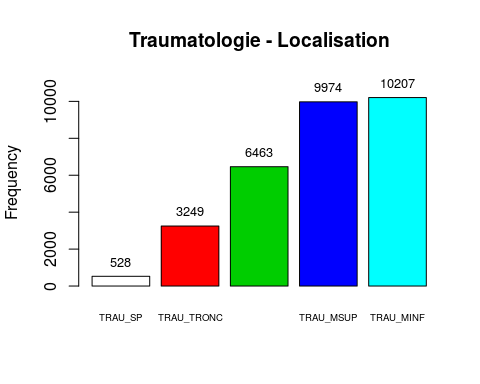 Traumatologie - Localisation
Frequency
10000
6000
2000
0
528
3249
6463
9974
10207
TRAU_SP
TRAU_TRONC
TRAU_MSUP
TRAU_MINF